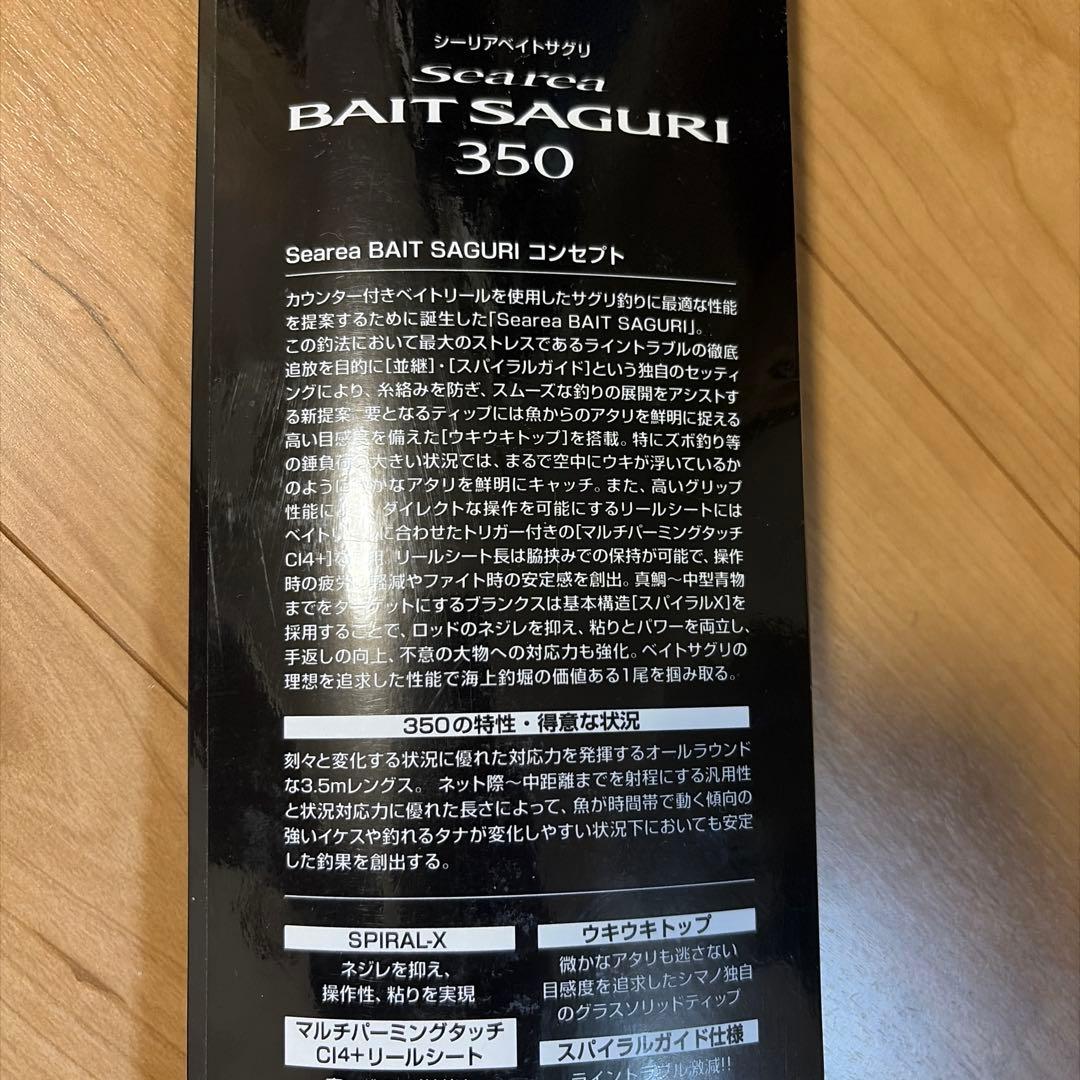 シーリアベイトサグリ
Searea
BAIT SAGURI
350
Searea BAIT SAGURI コンセプト
カウンター付きベイトリールを使用したサグリ釣りに最適な性能
を提案するために誕生した「Searea BAIT SAGURI」。
この釣法において最大のストレスであるライントラブルの徹底
追放を目的に[並継]・[スパイラルガイド]という独自のセッティ
ングにより、糸絡みを防ぎ、スムーズな釣りの展開をアシストす
る新提案。要となるティップには魚からのアタリを鮮明に捉える
高い目感度を備えた[ウキウキトップ]を搭載。特にズボ釣り等
の錘負荷 大きい状況では、まるで空中にウキが浮いているか
のように かなアタリを鮮明にキャッチ。また、高いグリップ
性能に ダイレクトな操作を可能にするリールシートには
ベイトリールに合わせたトリガー付きの[マルチパーミングタッチ
CI4+]を 。リールシート長は脇挟みでの保持が可能で、操作
時の疲労 軽減やファイト時の安定感を創出。真鯛〜中型青物
までをターゲットにするブランクスは基本構造[スパイラルX]を
採用することで、ロッドのネジレを抑え、粘りとパワーを両立し、
手返しの向上、不意の大物への対応力も強化。ベイトサグリの
理想を追求した性能で海上釣堀の価値ある1尾を掴み取る。
350の特性・得意な状況
刻々と変化する状況に優れた対応力を発揮するオールラウンド
な3.5mレングス。ネット際〜中距離までを射程にする汎用性
と状況対応力に優れた長さによって、魚が時間帯で動く傾向の
強いイケスや釣れるタナが変化しやすい状況下においても安定
した釣果を創出する。
SPIRAL-X
ネジレを抑え、
操作性、粘りを実現
ウキウキトップ
微かなアタリも逃さない
目感度を追求したシマノ独自
のグラスソリッドティップ
マルチパーミングタッチ
CI4+リールシート
スパイラルガイド仕様
ライントラブル激減!!